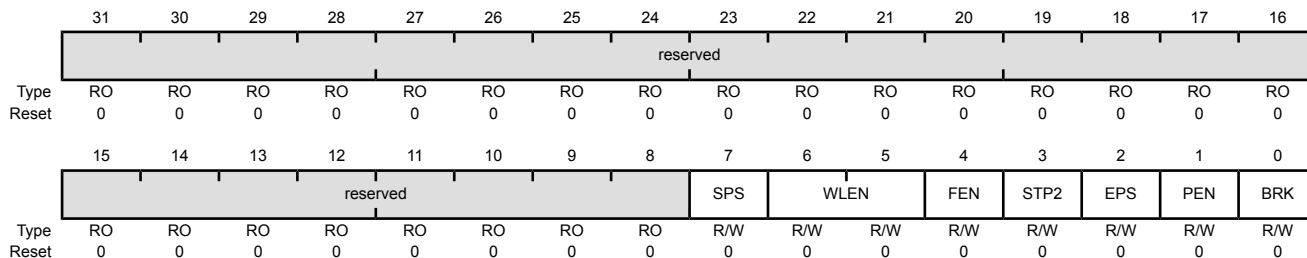 31 30 29 28 27 26 25 24 23 22 21 20 19 18 17 16
reserved
Type RO RO RO RO RO RO RO RO RO RO RO RO RO RO RO RO
Reset 0 0 0 0 0 0 0 0 0 0 0 0 0 0 0 0
15 14 13 12 11 10 9 8 7 6 5 4 3 2 1 0
reserved SPS WLEN FEN STP2 EPS PEN BRK
Type RO RO RO RO RO RO RO RO R/W R/W R/W R/W R/W R/W R/W R/W
Reset 0 0 0 0 0 0 0 0 0 0 0 0 0 0 0 0